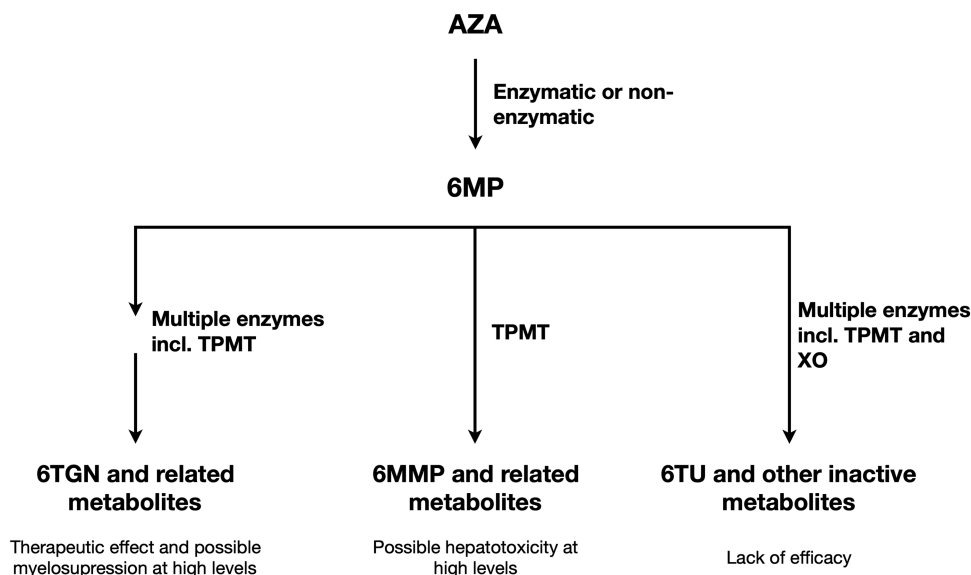 AZA
Enzymatic or non-
enzymatic
6MP
Multiple enzymes
incl. TPMT
TPMT
Multiple enzymes
incl. TPMT and
XO
6TGN and related
metabolites
6MMP and related
metabolites
6TU and other inactive
metabolites
Therapeutic effect and possible
myelosupression at high levels
Possible hepatotoxicity at
high levels
Lack of efficacy